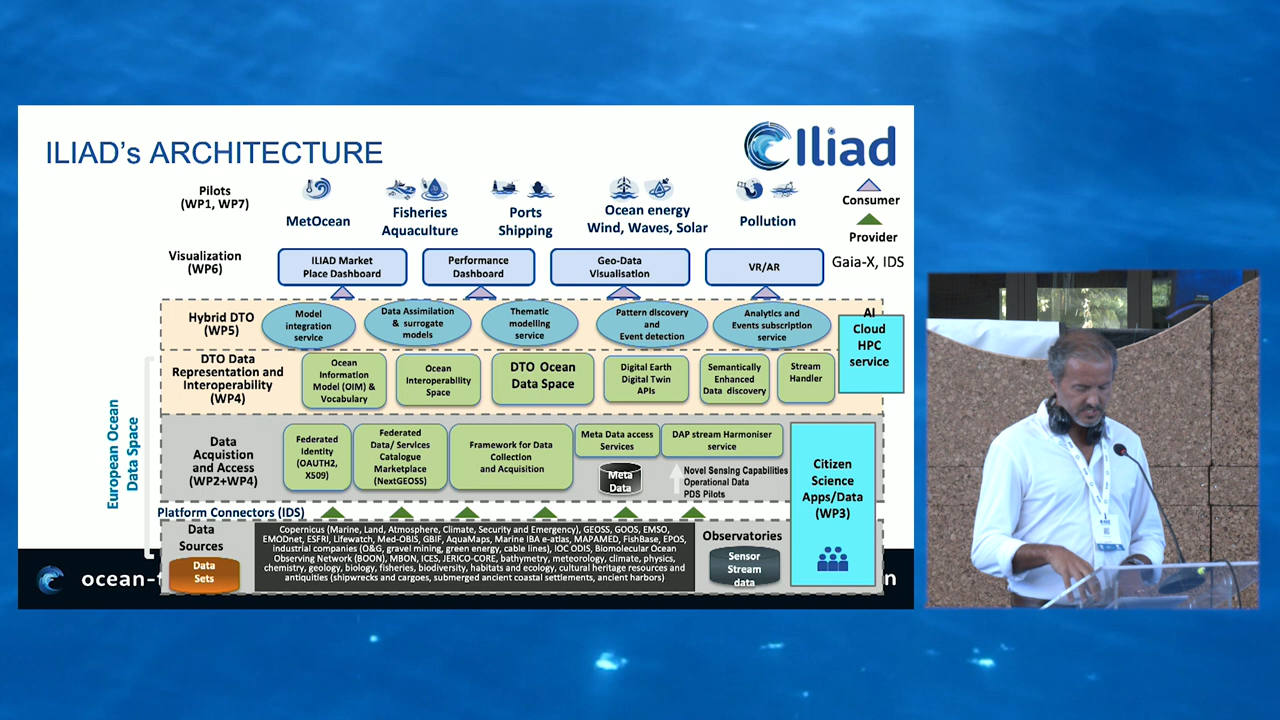 ILIAD's ARCHITECTURE
Iliad
Pilots
(WP1, WP7)
MetOcean
Fisheries
Aquaculture
Ports
Shipping
Ocean energy
Wind, Waves, Solar
Pollution
Consumer
Provider
Gaia-X, IDS
Visualization
(WP6)
ILIAD Market
Place Dashboard
Performance
Dashboard
Geo-Data
Visualisation
VR/AR
Hybrid DTO
(WP5)
Model
integration
service
Data Assimilation
& surrogate
models
Thematic
modelling
service
Pattern discovery
and
Event detection
Analytics and
Events subscription
service
AI
Cloud
HPC
service
DTO Data
Representation and
Interoperability
(WP4)
Ocean
Information
Model (OIM) &
Vocabulary
Ocean
Interoperability
Space
DTO Ocean
Data Space
Digital Earth
Digital Twin
APIs
Semantically
Enhanced
Data discovery
Stream
Handler
European Ocean
Data Space
Data
Acquistion
and Access
(WP2+WP4)
Federated
Identity
(OAUTH2,
X509)
Federated
Data/ Services
Catalogue
Marketplace
(NextGEOSS)
Framework for Data
Collection
and Acquisition
Meta Data access
Services
DAP stream Harmoniser
service
Meta
Data
Novel Sensing Capabilities
Operational Data
PDS Pilots
Citizen
Science
Apps/Data
(WP3)
Platform Connectors (IDS)
Data
Sources
Data
Sets
Copernicus (Marine, Land, Atmosphere, Climate, Security and Emergency), GEOSS, GOOS, EMSO,
EMODnet, ESFRI, Lifewatch, Med-OBIS, GBIF, AquaMaps, Marine IBA e-atlas, MAPAMED, FishBase, EPOS,
industrial companies (O&G, gravel mining, green energy, cable lines), IOC ODIS, Biomolecular Ocean
Observing Network (BOON), MBON, ICES, JERICO-CORE, bathymetry, meteorology, climate, physics,
chemistry, geology, biology, fisheries, biodiversity, habitats and ecology, cultural heritage resources and
antiquities (shipwrecks and cargoes, submerged ancient coastal settlements, ancient harbors)
Observatories
Sensor
Stream
data
ocean-